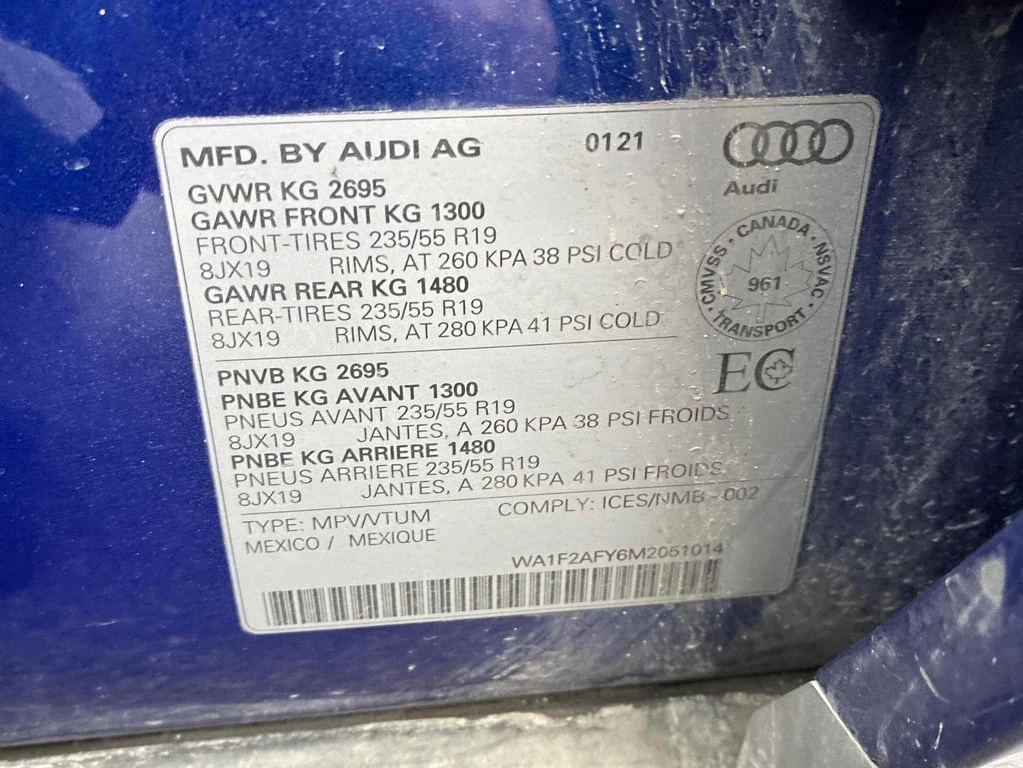 MFD. BY AUDI AG 0121
Audi
GVWR KG 2695
GAWR FRONT KG 1300
FRONT-TIRES 235/55 R19
8JX19 RIMS, AT 260 KPA 38 PSI COLD
GAWR REAR KG 1480
REAR-TIRES 235/55 R19
8JX19 RIMS, AT 280 KPA 41 PSI COLD
CMVSS · CANADA · NSVAC · TRANSPORT ·
961
EC
PNVB KG 2695
PNBE KG AVANT 1300
PNEUS AVANT 235/55 R19
8JX19 JANTES, A 260 KPA 38 PSI FROIDS
PNBE KG ARRIERE 1480
PNEUS ARRIERE 235/55 R19
8JX19 JANTES, A 280 KPA 41 PSI FROIDS
TYPE: MPV/VTUM COMPLY: ICES/NMB-002
MEXICO / MEXIQUE
WA1F2AFY6M2051014